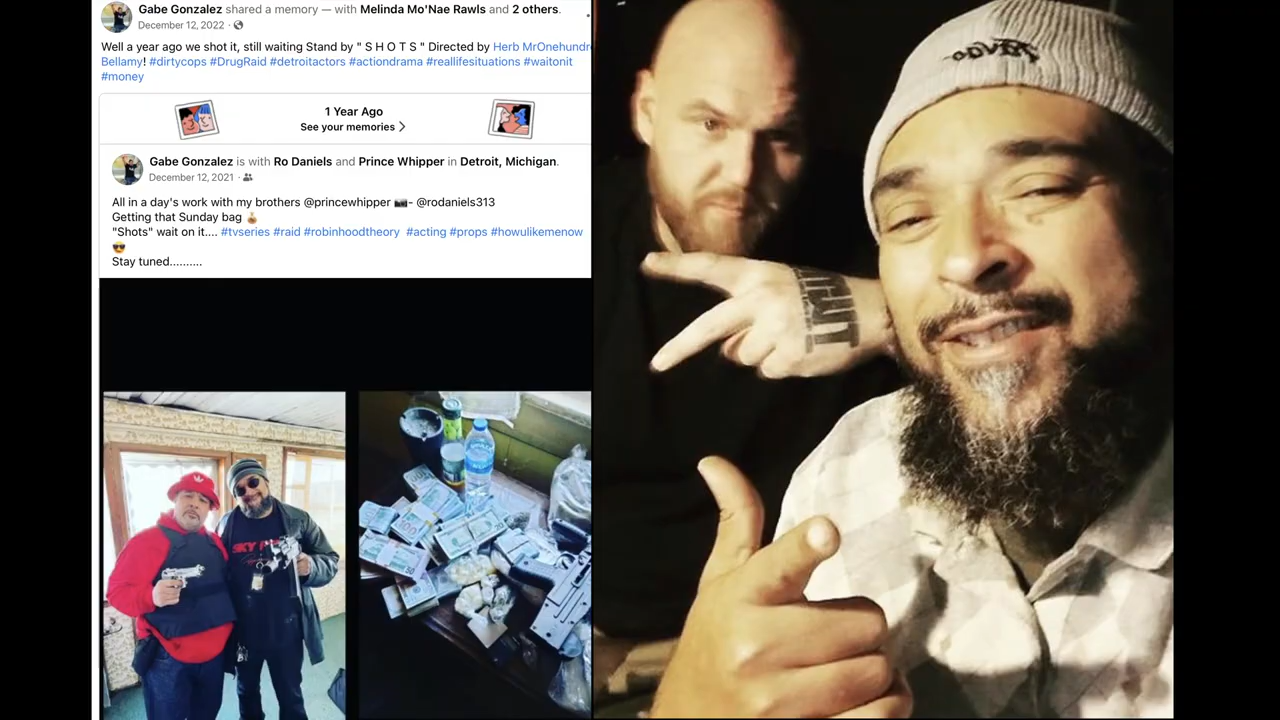 Gabe Gonzalez shared a memory — with Melinda Mo'Nae Rawls and 2 others.
December 12, 2022 ·
Well a year ago we shot it, still waiting Stand by " S H O T S " Directed by Herb MrOnehundr
Bellamy! #dirtycops #DrugRaid #detroitactors #actiondrama #reallifesituations #waitonit
#money
1 Year Ago
See your memories
Gabe Gonzalez is with Ro Daniels and Prince Whipper in Detroit, Michigan.
December 12, 2021 ·
All in a day's work with my brothers @princewhipper 📷- @rodaniels313
Getting that Sunday bag 💰
"Shots" wait on it.... #tvseries #raid #robinhoodtheory #acting #props #howulikemenow
😎
Stay tuned..........
SKY
100
50